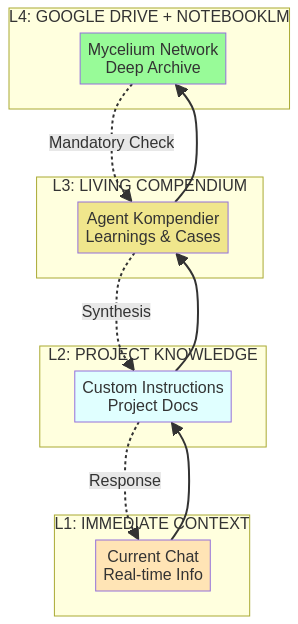 L4: GOOGLE DRIVE + NOTEBOOKLM
Mycelium Network
Deep Archive
Mandatory Check
L3: LIVING COMPENDIUM
Agent Kompendier
Learnings & Cases
Synthesis
L2: PROJECT KNOWLEDGE
Custom Instructions
Project Docs
Response
L1: IMMEDIATE CONTEXT
Current Chat
Real-time Info